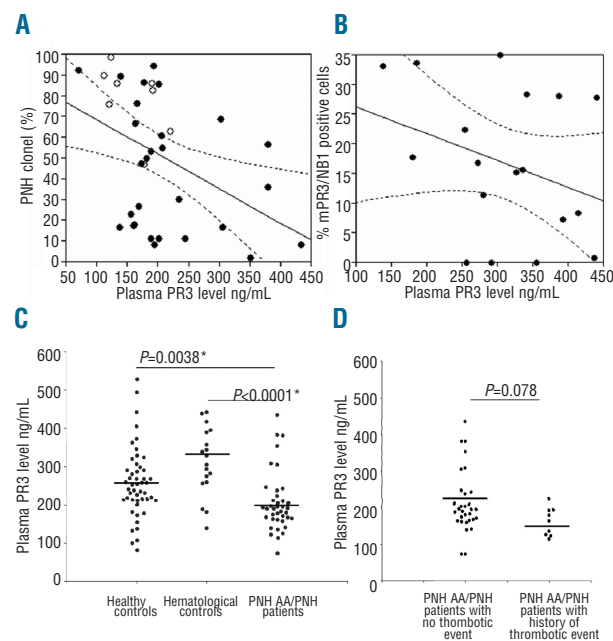 A
PNH clonel (%)
100
90
80
70
60
50
40
30
20
10
0
50 100 150 200 250 300 350 400 450
Plasma PR3 level ng/mL
B
% mPR3/NB1 positive cells
35
30
25
20
15
10
5
0
100 150 200 250 300 350 400 450
Plasma PR3 level ng/mL
C
Plasma PR3 level ng/mL
600
500
400
300
200
100
0
P=0.0038*
P<0.0001*
Healthy controls
Hematological controls
PNH AA/PNH patients
D
Plasma PR3 level ng/mL
600
500
400
300
200
100
0
P=0.078
PNH AA/PNH
patients with
no thrombotic
event
PNH AA/PNH
patients with
history of
thrombotic event